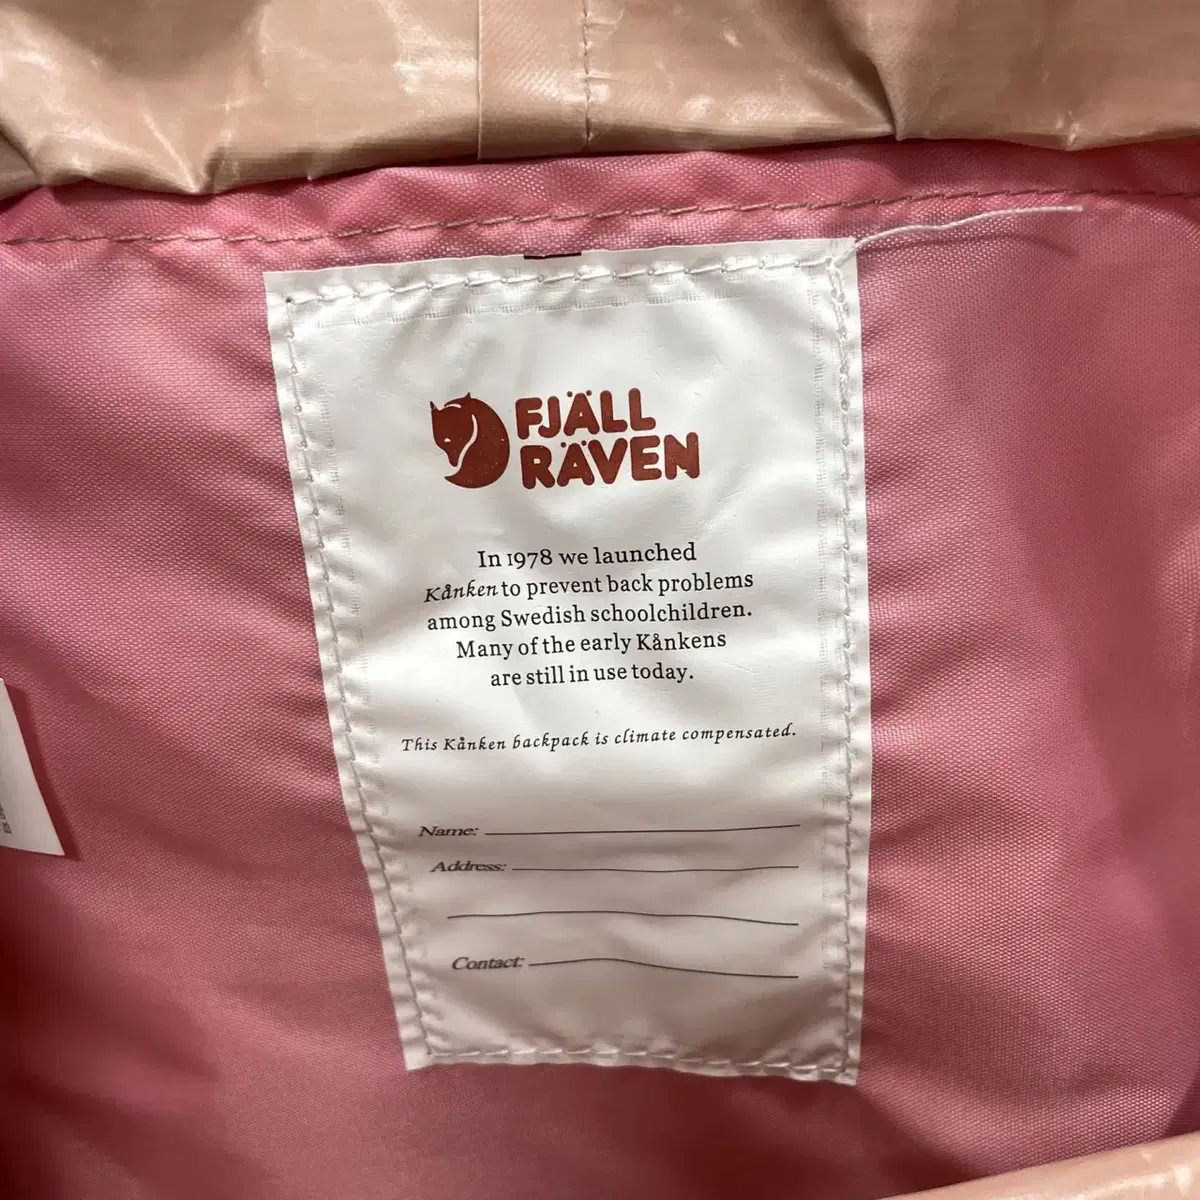 FJÄLL
RÄVEN
In 1978 we launched
Kånken to prevent back problems
among Swedish schoolchildren.
Many of the early Kånkens
are still in use today.
This Kånken backpack is climate compensated.
Name:
Address:
Contact: